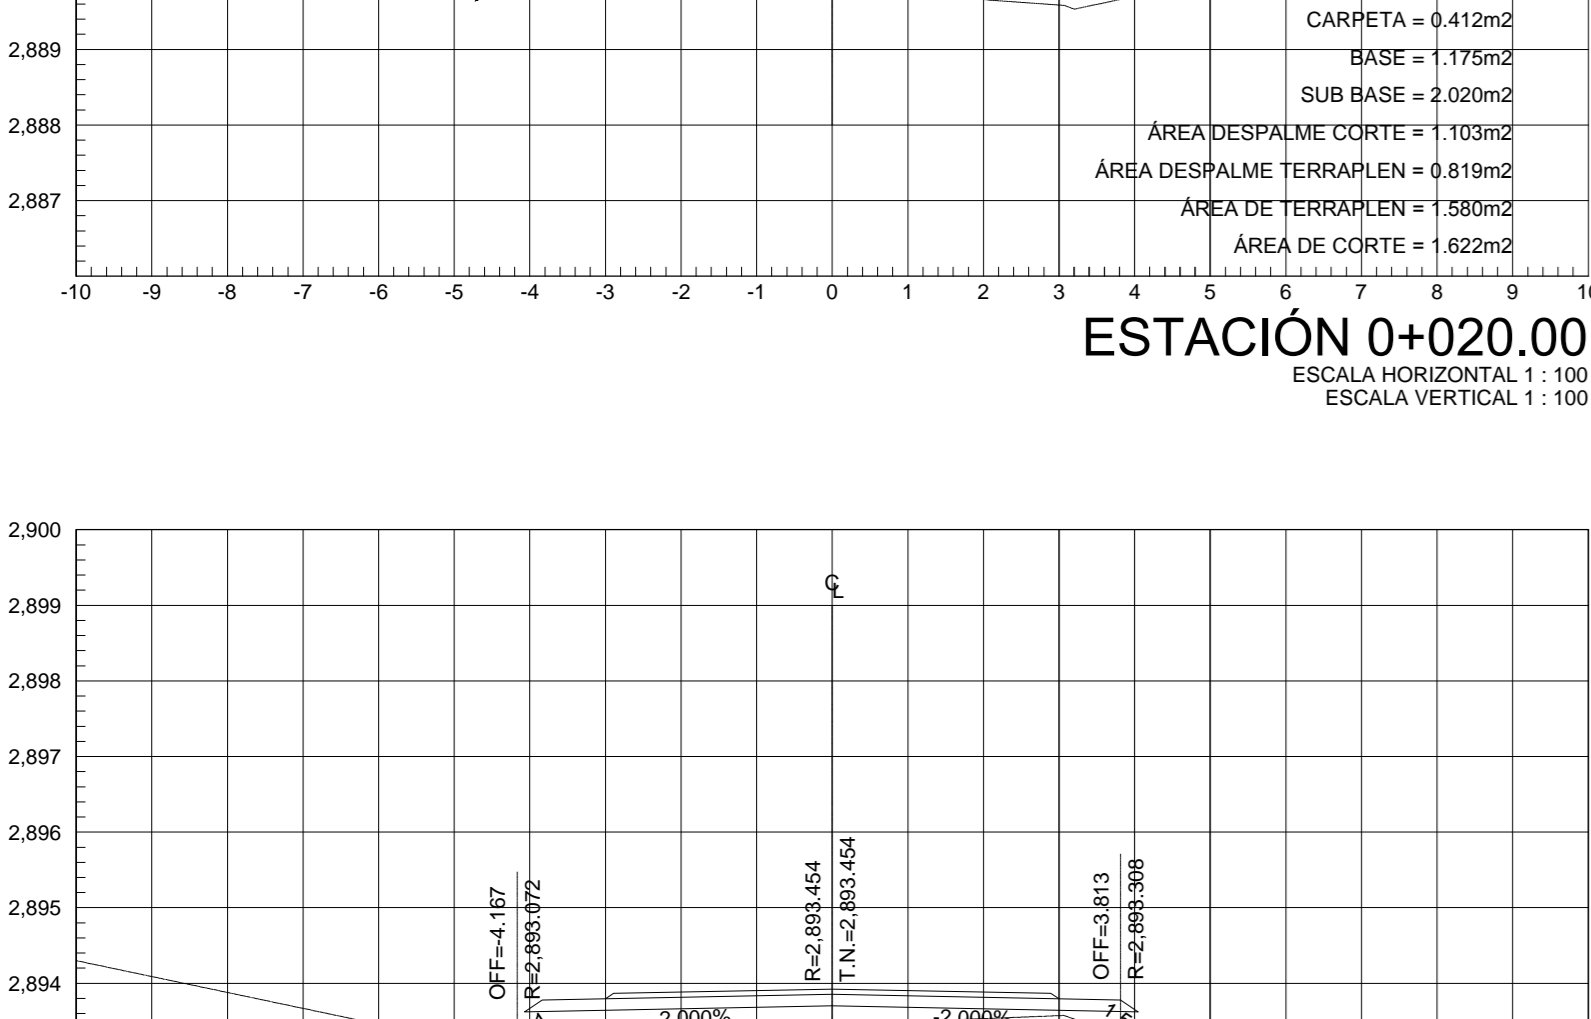 CARPETA = 0.412m2
2,889
BASE = 1.175m2
SUB BASE = 2.020m2
2,888
ÁREA DESPALME CORTE = 1.103m2
ÁREA DESPALME TERRAPLEN = 0.819m2
2,887
ÁREA DE TERRAPLEN = 1.580m2
ÁREA DE CORTE = 1.622m2
-10 -9 -8 -7 -6 -5 -4 -3 -2 -1 0 1 2 3 4 5 6 7 8 9
ESTACIÓN 0+020.00
ESCALA HORIZONTAL 1 : 100
ESCALA VERTICAL 1 : 100
2,900
2,899
2,898
2,897
2,896
2,895
2,894
OFF=-4.167
R=2,893.072
R=2,893.454
T.N.=2,893.454
OFF=3.813
R=2,893.308
2.000% -2.000%